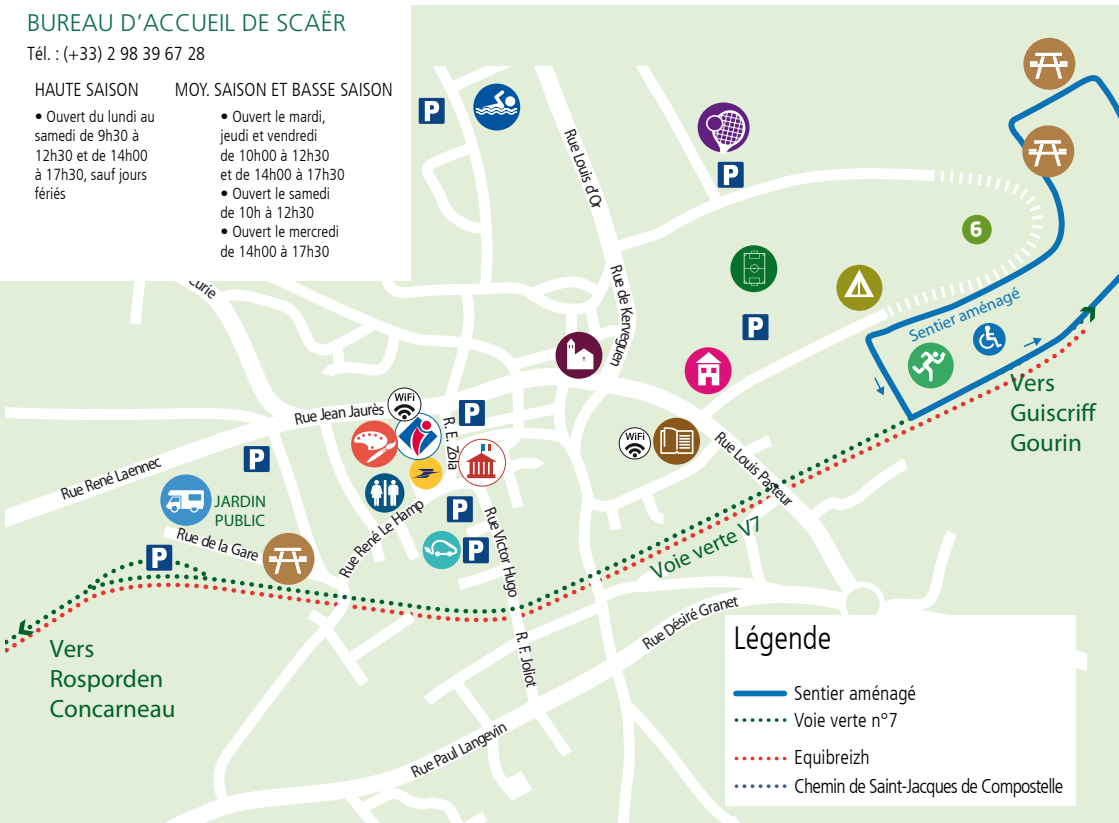 BUREAU D'ACCUEIL DE SCAËR
Tél. : (+33) 2 98 39 67 28
HAUTE SAISON
• Ouvert du lundi au
samedi de 9h30 à
12h30 et de 14h00
à 17h30, sauf jours
fériés
MOY. SAISON ET BASSE SAISON
• Ouvert le mardi,
jeudi et vendredi
de 10h00 à 12h30
et de 14h00 à 17h30
• Ouvert le samedi
de 10h à 12h30
• Ouvert le mercredi
de 14h00 à 17h30
P
Rue Louis d'Or
P
6
Curie
Rue de Kerveguen
P
Sentier aménagé
Vers
Guiscriff
Gourin
WiFi
Rue Jean Jaurès
P
R. E. Zola
WiFi
Rue Louis Pasteur
P
Rue René Laennec
JARDIN
PUBLIC
Rue de la Gare
P
Rue René Le Hamp
P
P
Rue Victor Hugo
Voie verte V7
Rue Désiré Granet
R. F. Joliot
Rue Paul Langevin
Vers
Rosporden
Concarneau
Légende
Sentier aménagé
Voie verte n°7
Equibreizh
Chemin de Saint-Jacques de Compostelle